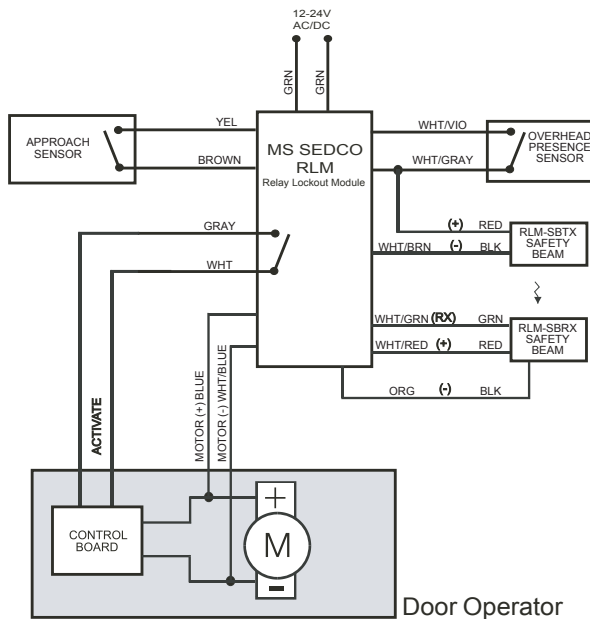 12-24V
AC/DC
GRN
GRN
YEL
WHT/VIO
APPROACH
SENSOR
MS SEDCO
RLM
Relay Lockout Module
OVERHEAD
PRESENCE
SENSOR
BROWN
WHT/GRAY
GRAY
(+)
RED
RLM-SBTX
SAFETY
BEAM
WHT/BRN
(-)
BLK
WHT
WHT/GRN
(RX)
GRN
RLM-SBRX
SAFETY
BEAM
WHT/RED
(+)
RED
ORG
(-)
BLK
ACTIVATE
MOTOR (+) BLUE
MOTOR (-) WHT/BLUE
CONTROL
BOARD
+
M
-
Door Operator